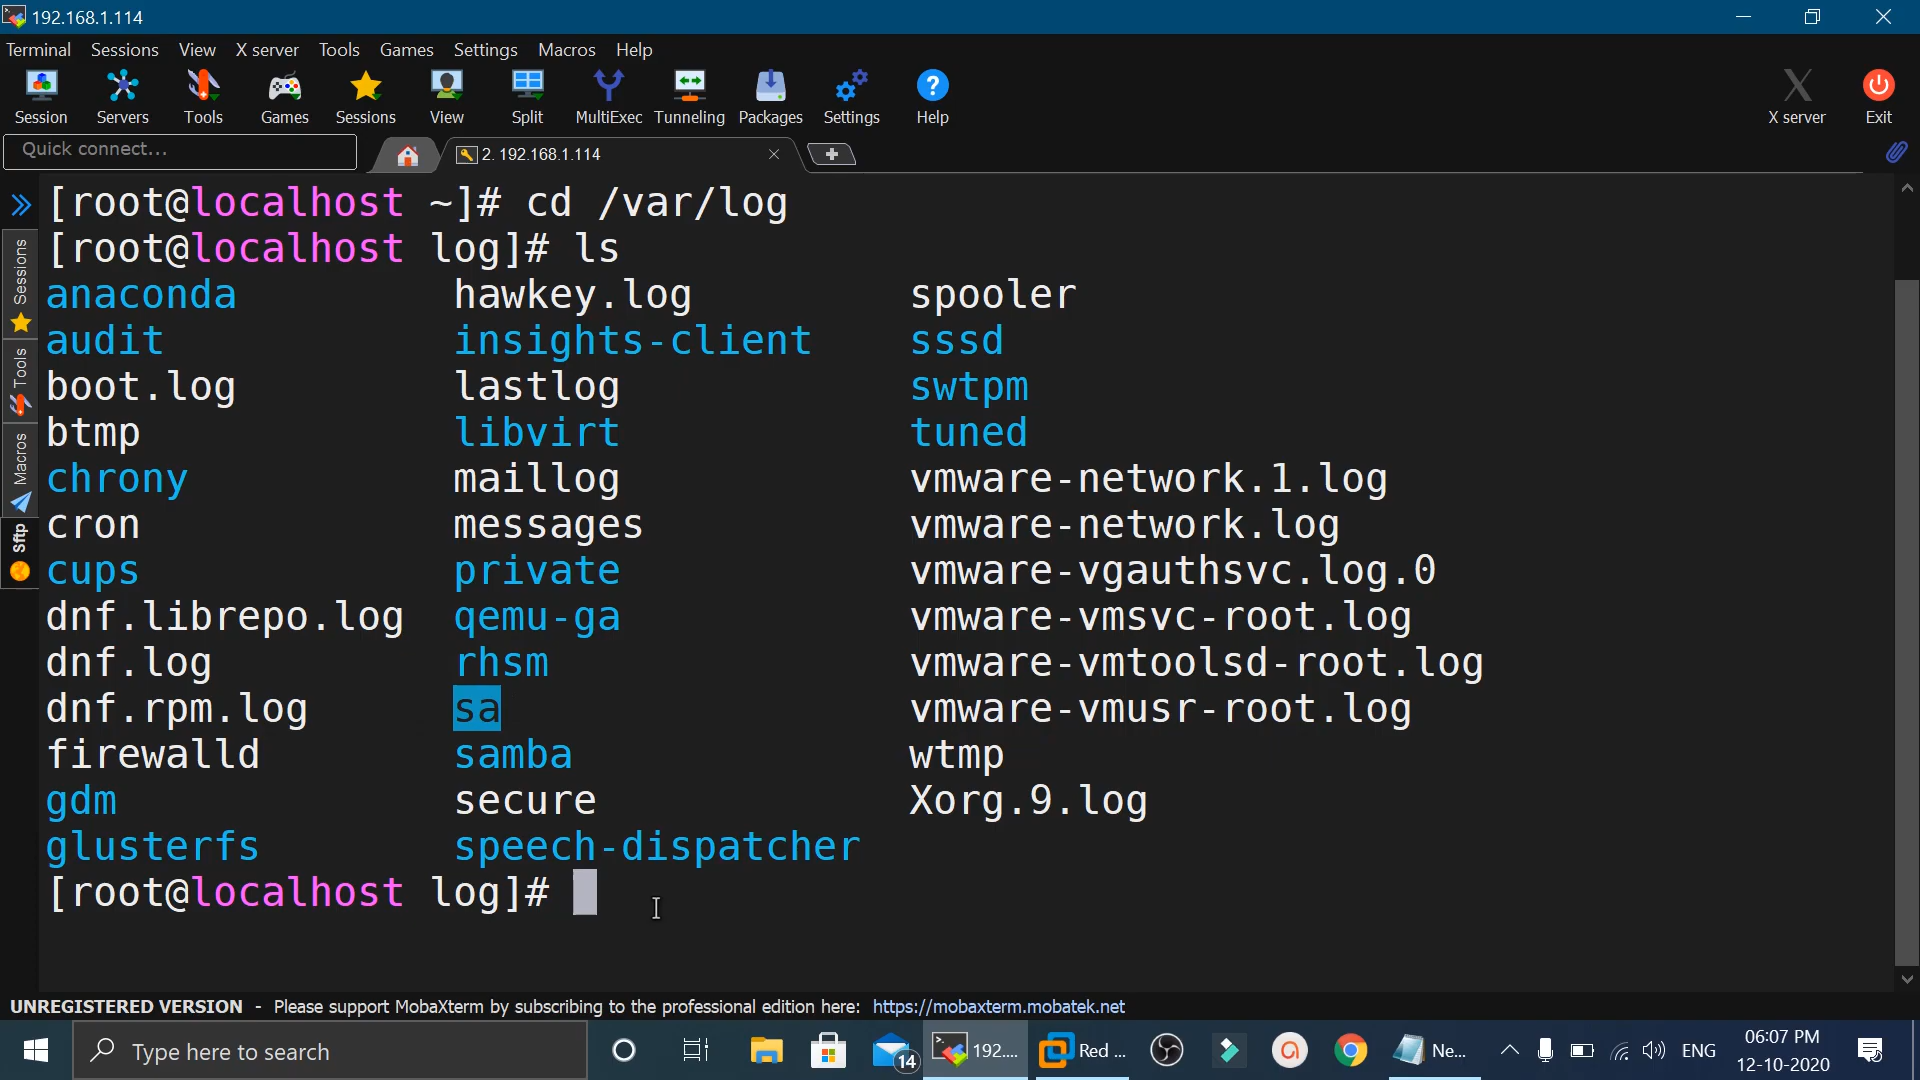 192.168.1.114
Terminal Sessions View X server Tools Games Settings Macros Help
Session Servers Tools Games Sessions View Split MultiExec Tunneling Packages Settings Help X server Exit
Quick connect...
2. 192.168.1.114
Sessions
Tools
Macros
Sftp
[root@localhost ~]# cd /var/log
[root@localhost log]# ls
anaconda hawkey.log spooler
audit insights-client sssd
boot.log lastlog swtpm
btmp libvirt tuned
chrony maillog vmware-network.1.log
cron messages vmware-network.log
cups private vmware-vgauthsvc.log.0
dnf.librepo.log qemu-ga vmware-vmsvc-root.log
dnf.log rhsm vmware-vmtoolsd-root.log
dnf.rpm.log sa vmware-vmusr-root.log
firewalld samba wtmp
gdm secure Xorg.9.log
glusterfs speech-dispatcher
[root@localhost log]#
UNREGISTERED VERSION - Please support MobaXterm by subscribing to the professional edition here: https://mobaxterm.mobatek.net
Type here to search
14
192....
Red ...
Ne...
ENG
06:07 PM
12-10-2020